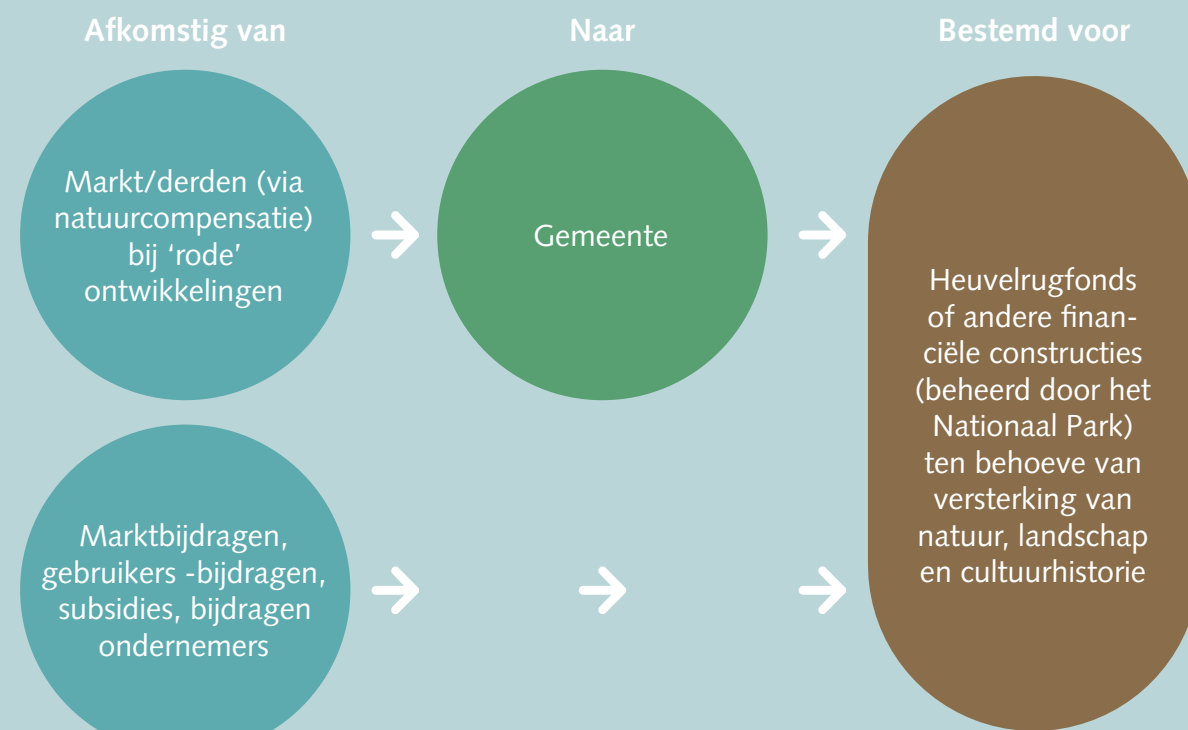 Afkomstig van
Naar
Bestemd voor
Markt/derden (via
natuurcompensatie)
bij ‘rode’
ontwikkelingen
Gemeente
Heuvelrugfonds
of andere finan-
ciële constructies
(beheerd door het
Nationaal Park)
ten behoeve van
versterking van
natuur, landschap
en cultuurhistorie
Marktbijdragen,
gebruikers -bijdragen,
subsidies, bijdragen
ondernemers